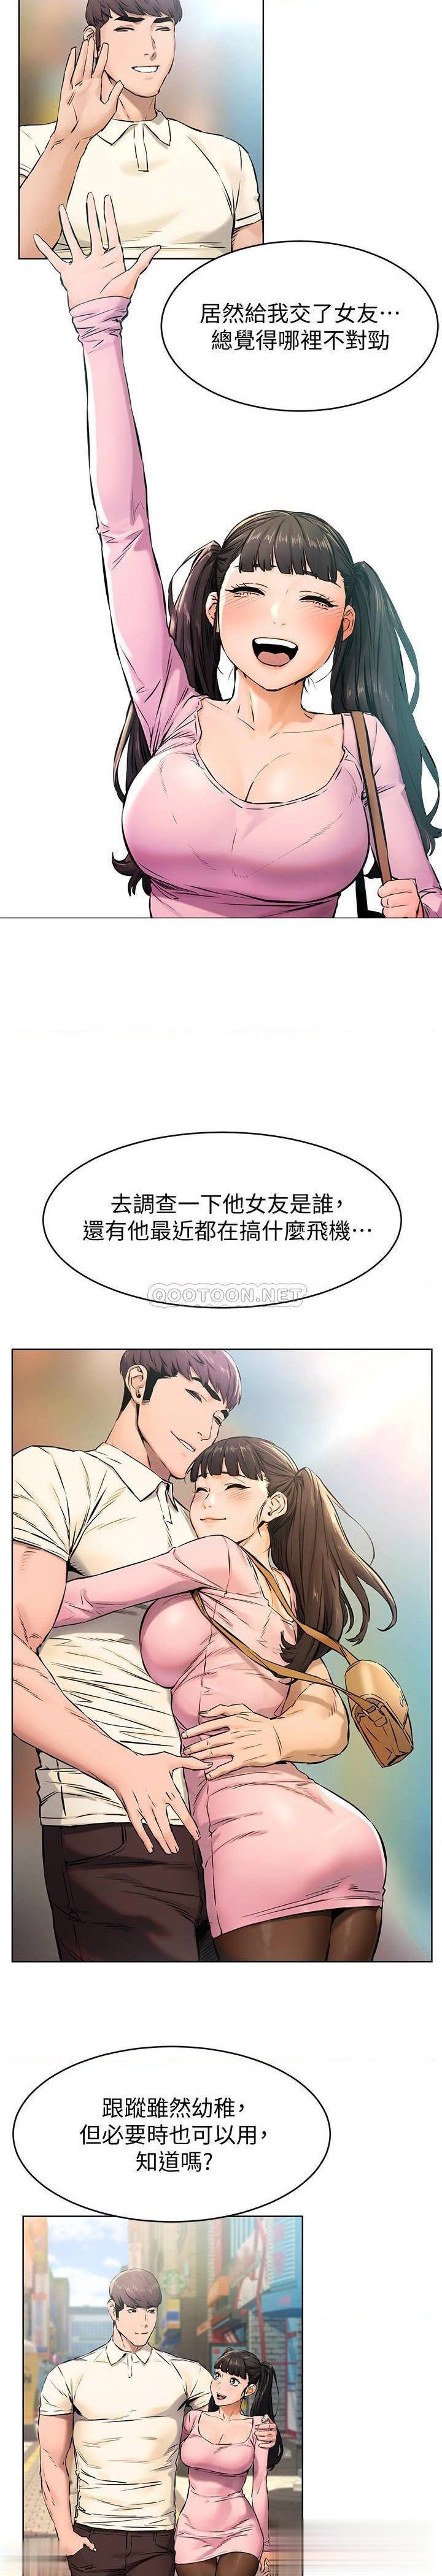 居然給我交了女友⋯
總覺得哪裡不對勁
去調查一下他女友是誰，
還有他最近都在搞什麼飛機⋯
QOOTOON.NET
跟蹤雖然幼稚，
但必要時也可以用，
知道嗎?